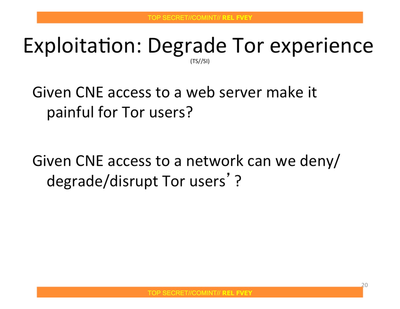 TOP SECRET//COMINT// REL FVEY
Exploitation: Degrade Tor experience
(TS//SI)
Given CNE access to a web server make it
painful for Tor users?
Given CNE access to a network can we deny/
degrade/disrupt Tor users’ ?
20
TOP SECRET//COMINT// REL FVEY